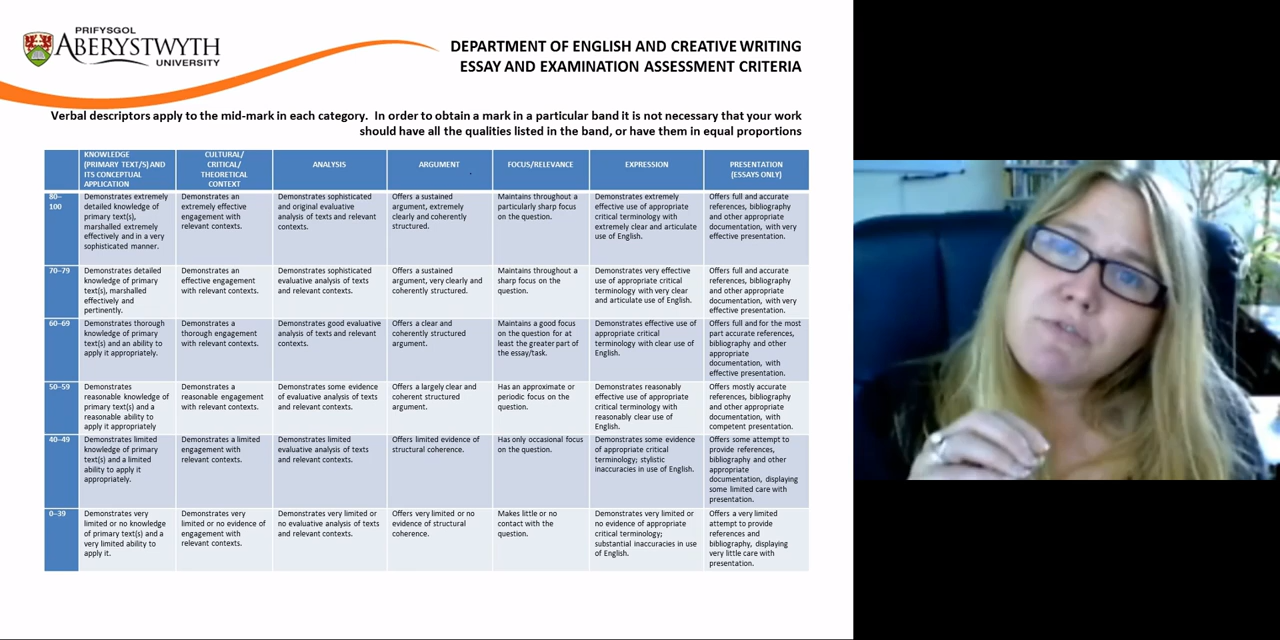 PRIFYSGOL
ABERYSTWYTH
UNIVERSITY
DEPARTMENT OF ENGLISH AND CREATIVE WRITING
ESSAY AND EXAMINATION ASSESSMENT CRITERIA
Verbal descriptors apply to the mid-mark in each category. In order to obtain a mark in a particular band it is not necessary that your work
should have all the qualities listed in the band, or have them in equal proportions
KNOWLEDGE
(PRIMARY TEXT/S) AND
ITS CONCEPTUAL
APPLICATION
CULTURAL/
CRITICAL/
THEORETICAL
CONTEXT
ANALYSIS
ARGUMENT
FOCUS/RELEVANCE
EXPRESSION
PRESENTATION
(ESSAYS ONLY)
80–
100
Demonstrates extremely
detailed knowledge of
primary text(s),
marshalled extremely
effectively and in a very
sophisticated manner.
Demonstrates an
extremely effective
engagement with
relevant contexts.
Demonstrates sophisticated
and original evaluative
analysis of texts and relevant
contexts.
Offers a sustained
argument, extremely
clearly and coherently
structured.
Maintains throughout a
particularly sharp focus
on the question.
Demonstrates extremely
effective use of appropriate
critical terminology with
extremely clear and articulate
use of English.
Offers full and accurate
references, bibliography
and other appropriate
documentation, with very
effective presentation.
70–79
Demonstrates detailed
knowledge of primary
text(s), marshalled
effectively and
pertinently.
Demonstrates an
effective engagement
with relevant contexts.
Demonstrates sophisticated
evaluative analysis of texts
and relevant contexts.
Offers a sustained
argument, very clearly and
coherently structured.
Maintains throughout a
sharp focus on the
question.
Demonstrates very effective
use of appropriate critical
terminology with very clear
and articulate use of English.
Offers full and accurate
references, bibliography
and other appropriate
documentation, with very
effective presentation.
60–69
Demonstrates thorough
knowledge of primary
text(s) and an ability to
apply it appropriately.
Demonstrates a
thorough engagement
with relevant contexts.
Demonstrates good evaluative
analysis of texts and relevant
contexts.
Offers a clear and
coherently structured
argument.
Maintains a good focus
on the question for at
least the greater part of
the essay/task.
Demonstrates effective use of
appropriate critical
terminology with clear use of
English.
Offers full and for the most
part accurate references,
bibliography and other
appropriate
documentation, with
effective presentation.
50–59
Demonstrates
reasonable knowledge of
primary text(s) and a
reasonable ability to
apply it appropriately
Demonstrates a
reasonable engagement
with relevant contexts.
Demonstrates some evidence
of evaluative analysis of texts
and relevant contexts.
Offers a largely clear and
coherent structured
argument.
Has an approximate or
periodic focus on the
question.
Demonstrates reasonably
effective use of appropriate
critical terminology with
reasonably clear use of
English.
Offers mostly accurate
references, bibliography
and other appropriate
documentation, with
competent presentation.
40–49
Demonstrates limited
knowledge of primary
text(s) and a limited
ability to apply it
appropriately.
Demonstrates a limited
engagement with
relevant contexts.
Demonstrates limited
evaluative analysis of texts
and relevant contexts.
Offers limited evidence of
structural coherence.
Has only occasional focus
on the question.
Demonstrates some evidence
of appropriate critical
terminology; stylistic
inaccuracies in use of English.
Offers some attempt to
provide references,
bibliography and other
appropriate
documentation, displaying
some limited care with
presentation.
0–39
Demonstrates very
limited or no knowledge
of primary text(s) and a
very limited ability to
apply it.
Demonstrates very
limited or no evidence of
engagement with
relevant contexts.
Demonstrates very limited or
no evaluative analysis of texts
and relevant contexts.
Offers very limited or no
evidence of structural
coherence.
Makes little or no
contact with the
question.
Demonstrates very limited or
no evidence of appropriate
critical terminology;
substantial inaccuracies in use
of English.
Offers a very limited
attempt to provide
references and
bibliography, displaying
very little care with
presentation.